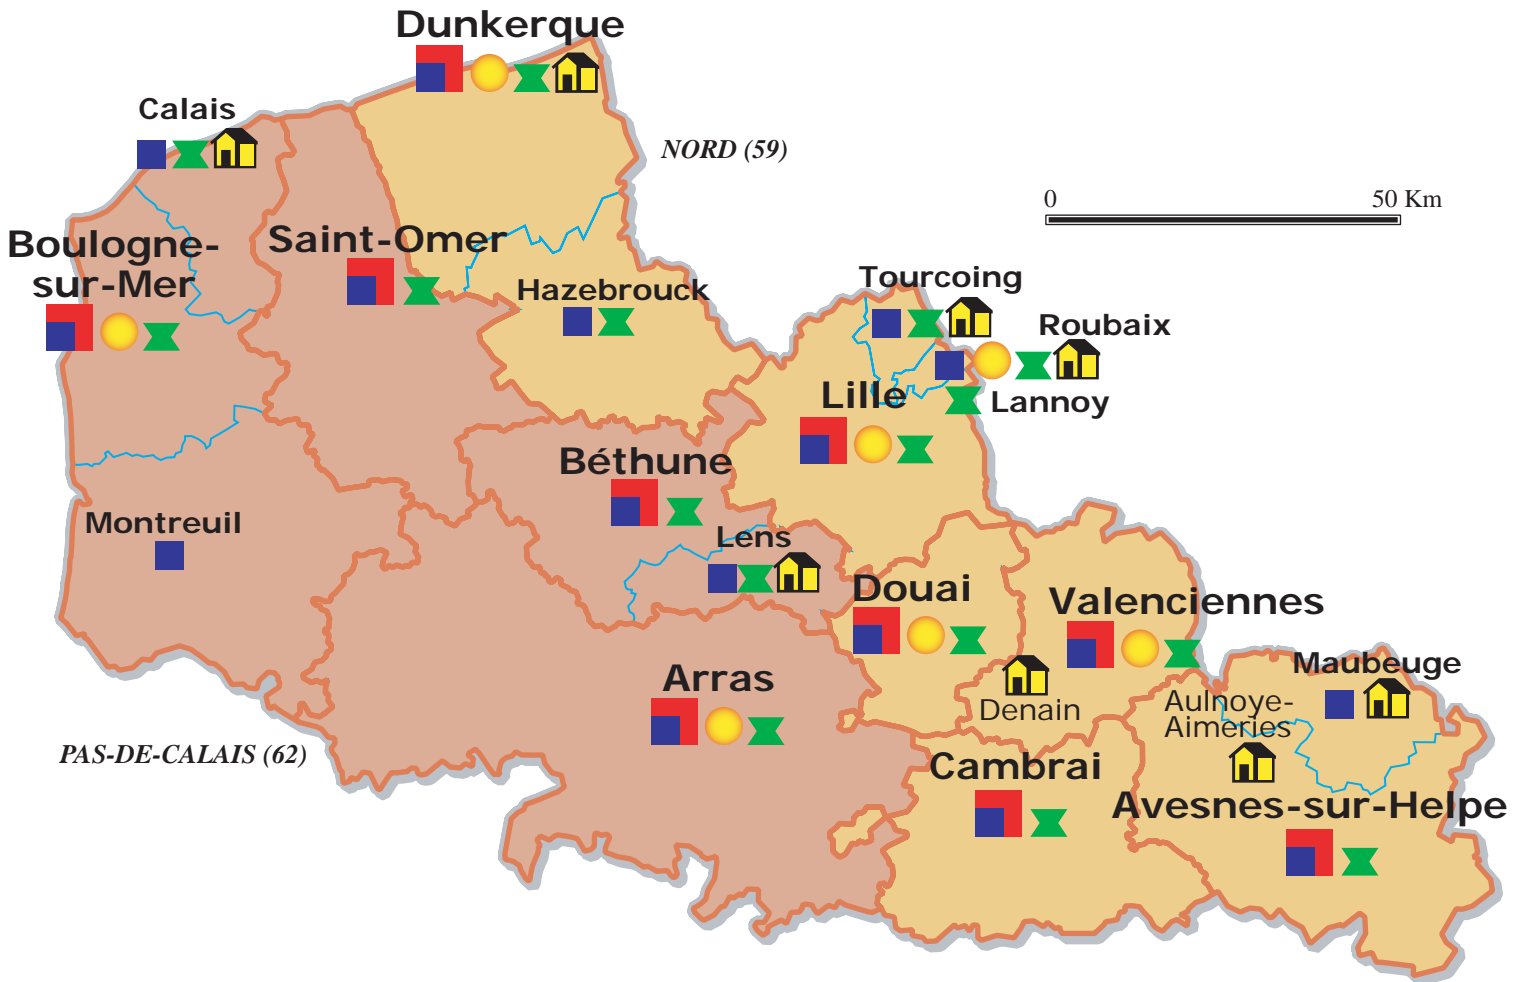 Dunkerque
Calais
NORD (59)
0 50 Km
Boulogne-
sur-Mer
Saint-Omer
Hazebrouck
Tourcoing
Roubaix
Lille
Lannoy
Béthune
Montreuil
Lens
Douai
Valenciennes
Arras
Denain
Maubeuge
Aulnoye-
Aimeries
PAS-DE-CALAIS (62)
Cambrai
Avesnes-sur-Helpe